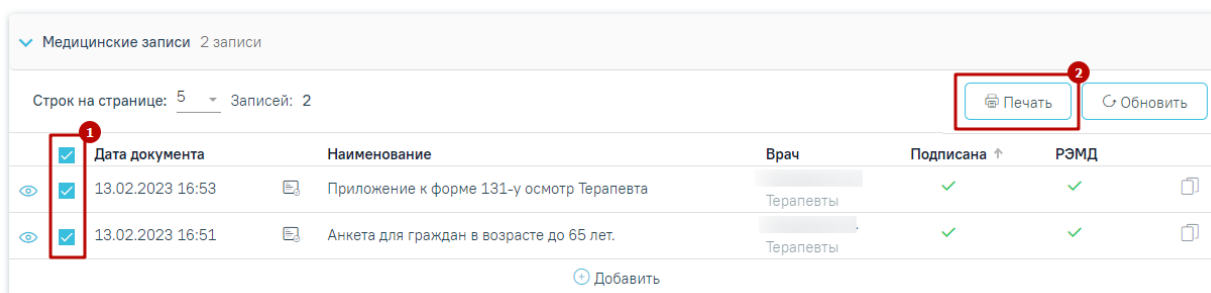 Медицинские записи 2 записи
2
Строк на странице: 5 Записей: 2 Печать Обновить
1
Дата документа Наименование Врач Подписана РЭМД
13.02.2023 16:53 Приложение к форме 131-у осмотр Терапевта
Терапевты
13.02.2023 16:51 Анкета для граждан в возрасте до 65 лет.
Терапевты
Добавить